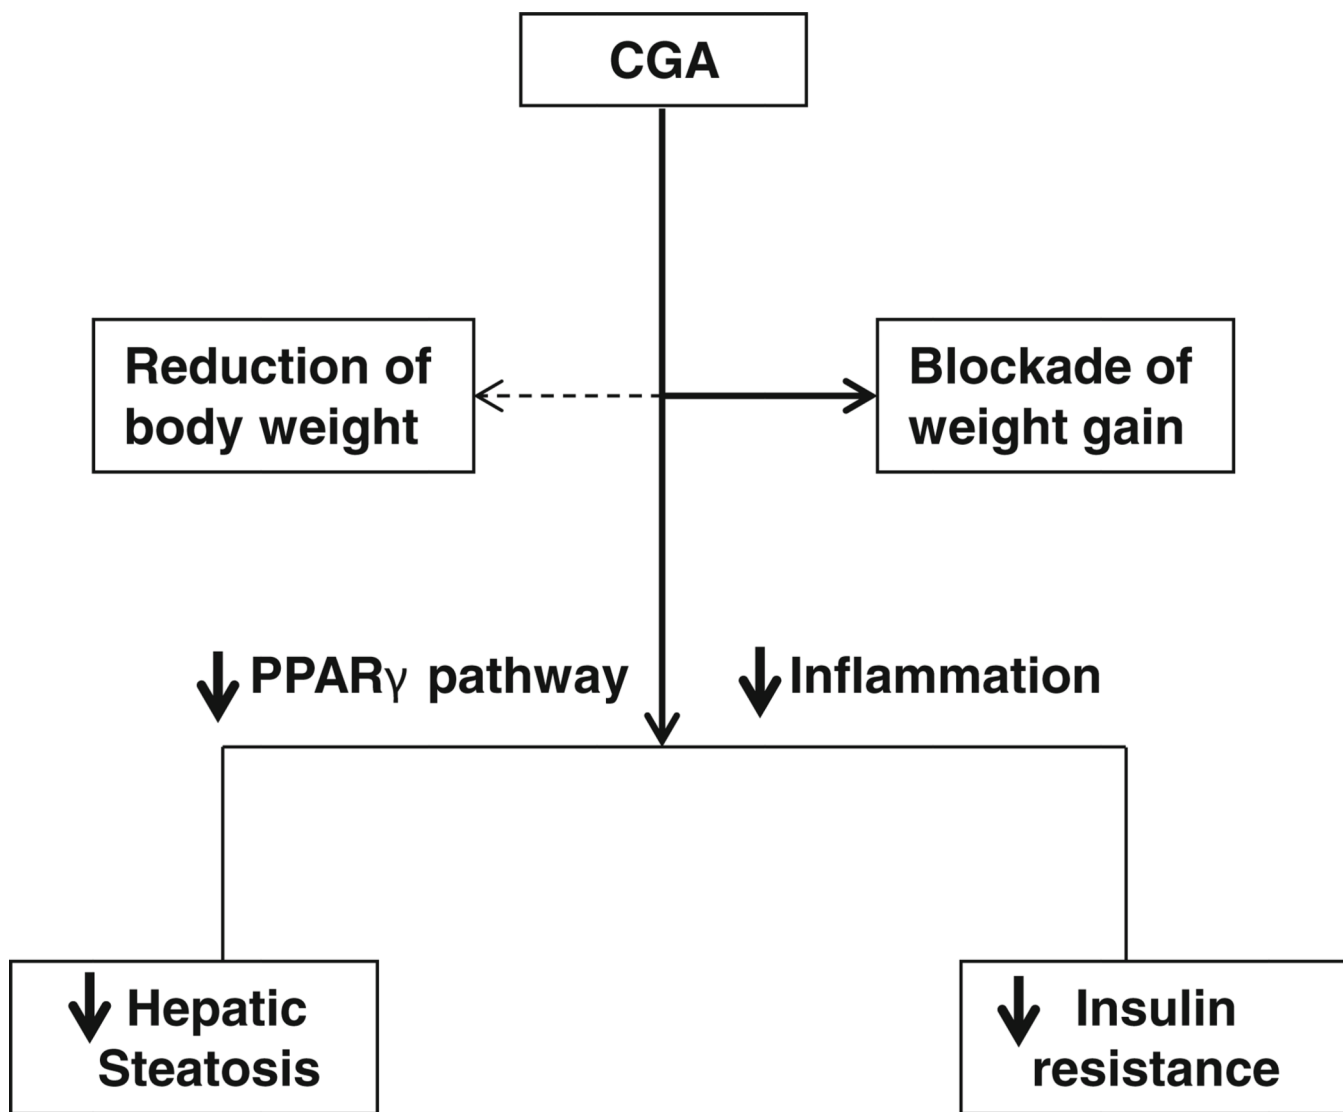 CGA
Reduction of
body weight
Blockade of
weight gain
PPARγ pathway
Inflammation
Hepatic
Steatosis
Insulin
resistance